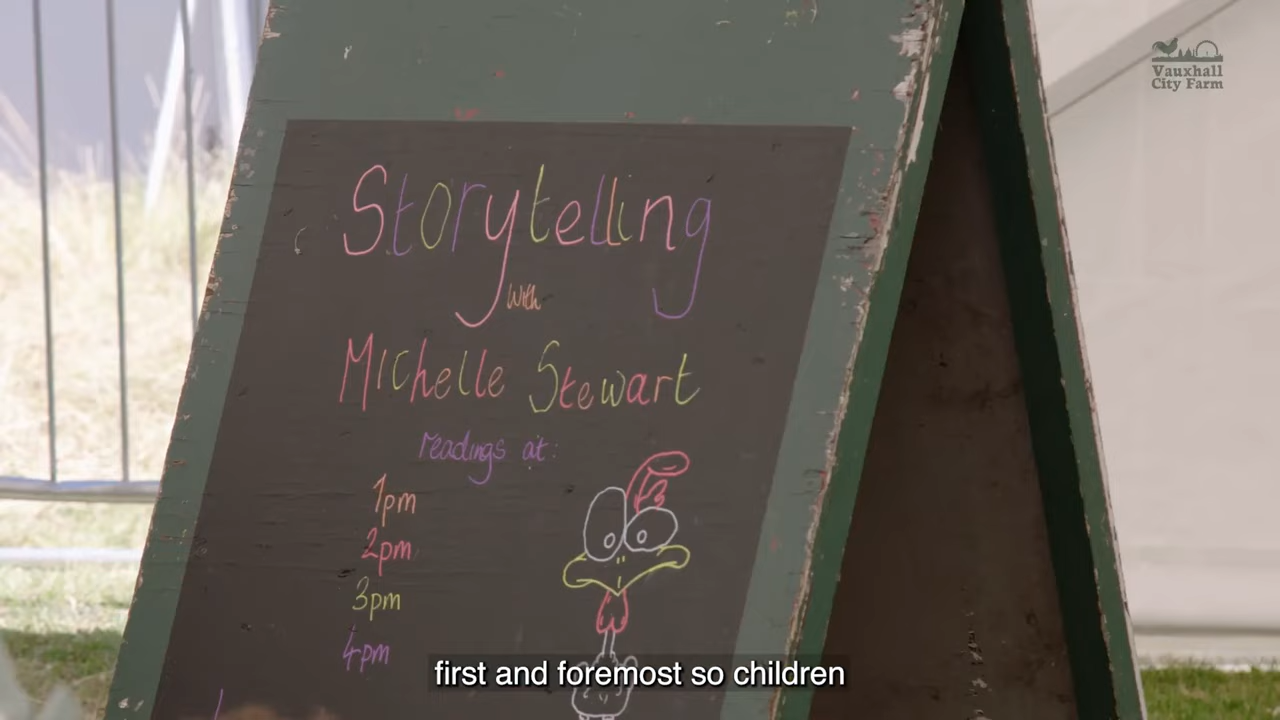 Vauxhall
City Farm
Storytelling
with
Michelle Stewart
readings at:
1pm
2pm
3pm
4pm
first and foremost so children